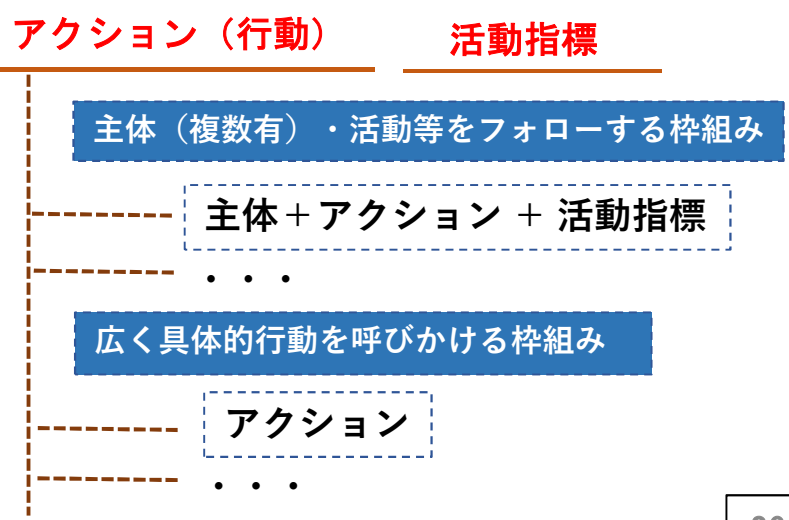 アクション（行動）
活動指標
主体（複数有）・活動等をフォローする枠組み
主体＋アクション ＋ 活動指標
・・・
広く具体的行動を呼びかける枠組み
アクション
・・・